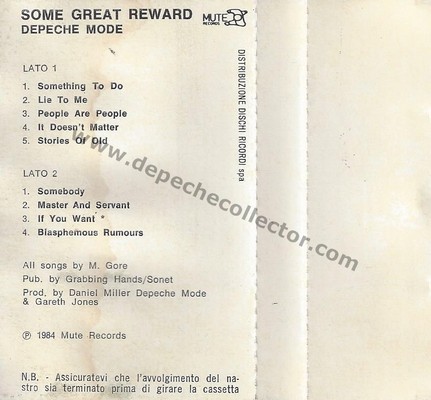 SOME GREAT REWARD
DEPECHE MODE
MUTE
RECORDS
LATO 1
1. Something To Do
2. Lie To Me
3. People Are People
4. It Doesn't Matter
5. Stories Of Old
LATO 2
1. Somebody
2. Master And Servant
3. If You Want *
4. Blasphemous Rumours
All songs by M. Gore
Pub. by Grabbing Hands/Sonet
Prod. by Daniel Miller Depeche Mode
& Gareth Jones
℗ 1984 Mute Records
N.B. - Assicuratevi che l'avvolgimento del na-
stro sia terminato prima di girare la cassetta
DISTRIBUZIONE DISCHI RICORDI spa
www.depechecollector.com